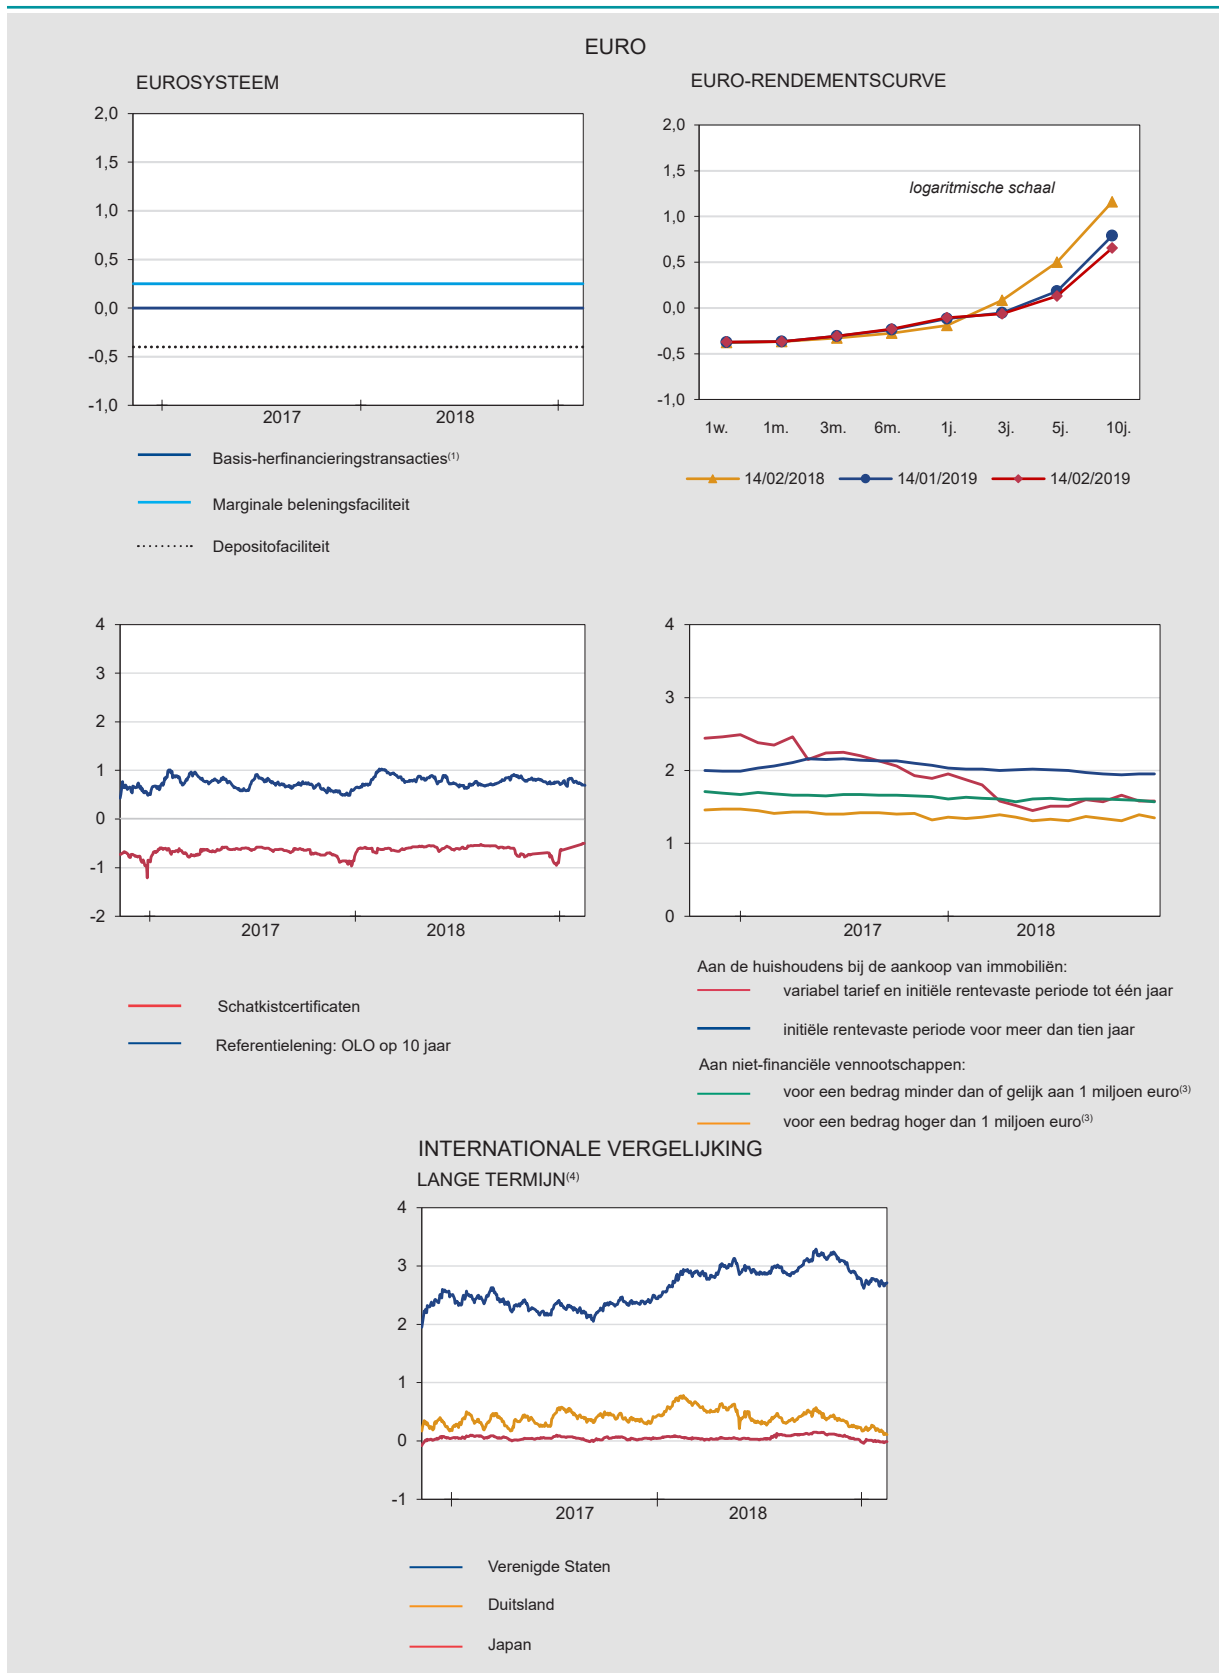 EURO
EUROSYSTEEM
2,0
1,5
1,0
0,5
0,0
-0,5
-1,0
2017 2018
Basis-herfinancieringstransacties(1)
Marginale beleningsfaciliteit
Depositofaciliteit
EURO-RENDEMENTSCURVE
2,0
1,5
1,0
0,5
0,0
-0,5
-1,0
logaritmische schaal
1w. 1m. 3m. 6m. 1j. 3j. 5j. 10j.
14/02/2018 14/01/2019 14/02/2019
4
3
2
1
0
-1
-2
2017 2018
Schatkistcertificaten
Referentielening: OLO op 10 jaar
4
3
2
1
0
2017 2018
Aan de huishoudens bij de aankoop van immobiliën:
variabel tarief en initiële rentevaste periode tot één jaar
initiële rentevaste periode voor meer dan tien jaar
Aan niet-financiële vennootschappen:
voor een bedrag minder dan of gelijk aan 1 miljoen euro(3)
voor een bedrag hoger dan 1 miljoen euro(3)
INTERNATIONALE VERGELIJKING
LANGE TERMIJN(4)
4
3
2
1
0
-1
2017 2018
Verenigde Staten
Duitsland
Japan